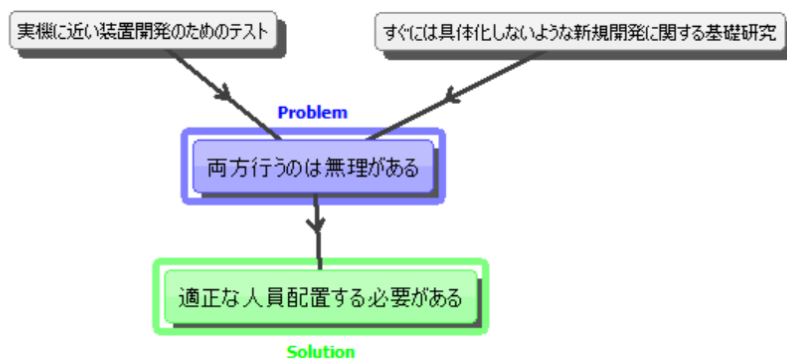 実機に近い装置開発のためのテスト
すぐには具体化しないような新規開発に関する基礎研究
Problem
両方行うのは無理がある
適正な人員配置する必要がある
Solution